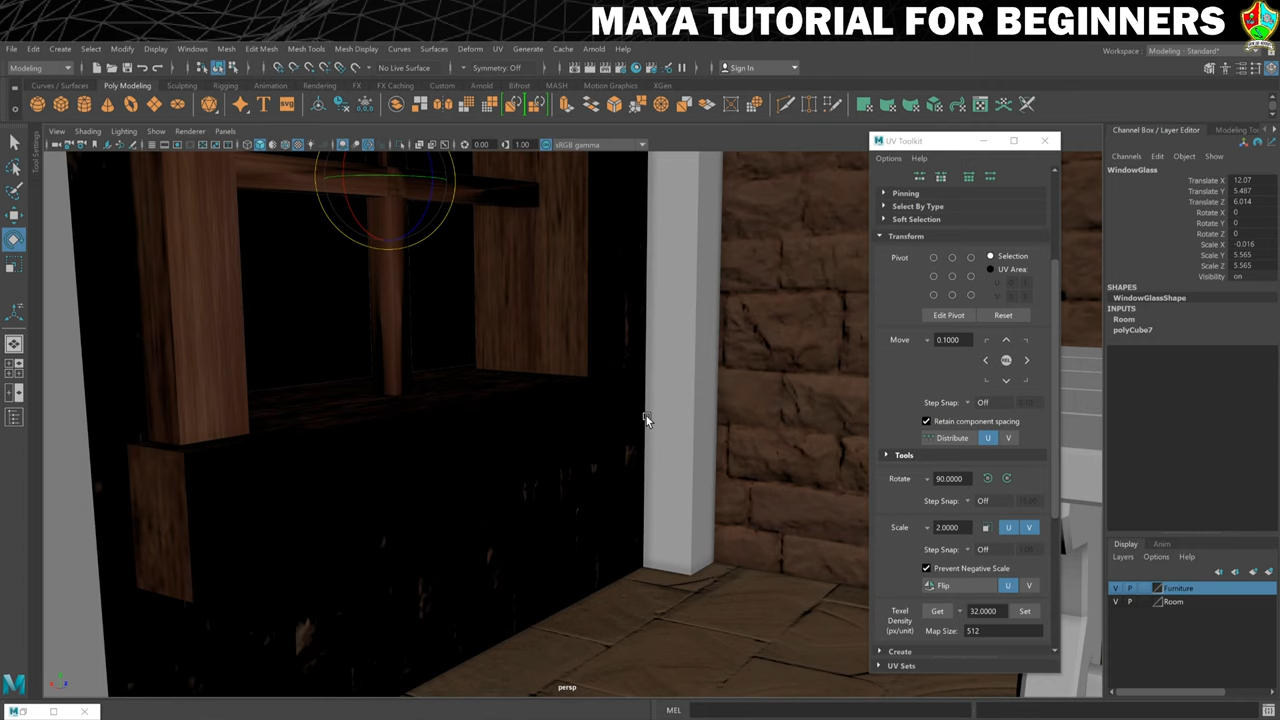 MAYA TUTORIAL FOR BEGINNERS
File Edit Create Select Modify Display Windows Mesh Edit Mesh Mesh Tools Mesh Display Curves Surfaces Deform UV Generate Cache Arnold Help
Workspace : Modeling - Standard*
Modeling No Live Surface Symmetry: Off Sign In
Curves / Surfaces Poly Modeling Sculpting Rigging Animation Rendering FX FX Caching Custom Arnold Bifrost MASH Motion Graphics XGen
View Shading Lighting Show Renderer Panels
0.00 1.00 sRGB gamma
Tool Settings
UV Toolkit
Options Help
Pinning
Select By Type
Soft Selection
Transform
Pivot Selection
UV Area:
Edit Pivot Reset
Move 0.1000
Step Snap: Off
Retain component spacing
Distribute U V
Tools
Rotate 90.0000
Step Snap: Off
Scale 2.0000 U V
Step Snap: Off
Prevent Negative Scale
Flip U V
Texel Density (px/unit) Get 32.0000 Set
Map Size: 512
Create
UV Sets
Channel Box / Layer Editor Modeling To
Channels Edit Object Show
WindowGlass
Translate X 12.07
Translate Y 5.487
Translate Z 6.014
Rotate X 0
Rotate Y 0
Rotate Z 0
Scale X -0.016
Scale Y 5.565
Scale Z 5.565
Visibility on
SHAPES
WindowGlassShape
INPUTS
Room
polyCube7
Display Anim
Layers Options Help
V P Furniture
V P Room
persp
MEL